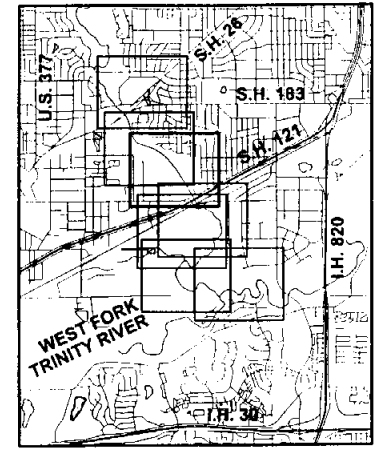 U.S. 377
S.H. 26
S.H. 183
S.H. 121
I.H. 820
WEST FORK
TRINITY RIVER
I.H. 30